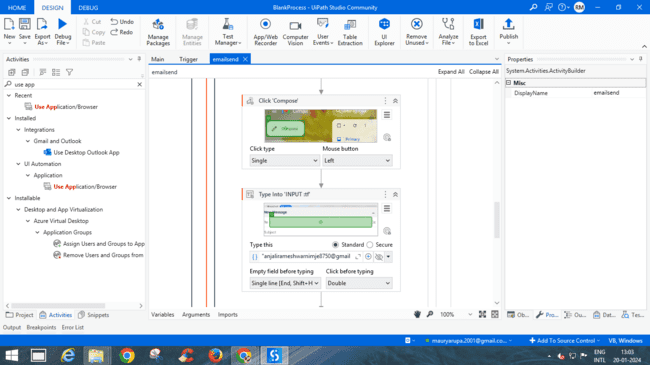 BlankProcess - UiPath Studio Community
HOME DESIGN DEBUG
RM
New Save Export As Debug File
Cut Copy Paste Undo Redo
Manage Packages Manage Entities Test Manager App/Web Recorder Computer Vision User Events Table Extraction UI Explorer Remove Unused Analyze File Export to Excel Publish
Activities
use app
Recent
Use Application/Browser
Installed
Integrations
Gmail and Outlook
Use Desktop Outlook App
UI Automation
Application
Use Application/Browser
Installable
Desktop and App Virtualization
Azure Virtual Desktop
Application Groups
Assign Users and Groups to App
Remove Users and Groups from
Project Activities Snippets
Main Trigger emailsend
emailsend Expand All Collapse All
Click 'Compose'
Primary
Click type Mouse button
Single Left
Type Into 'INPUT :rf'
Type this Standard Secure
"anjalirameshwarnimje8750@gmail
Empty field before typing Click before typing
Single line [End, Shift+H Double
Variables Arguments Imports 100%
Properties
System.Activities.ActivityBuilder
Misc
DisplayName emailsend
Ob... Pro... Ou... Dat... Tes...
Output Breakpoints Error List
mauryarupa.2001@gmail.co... Add To Source Control VB, Windows
ENG 13:03
INTL 20-01-2024